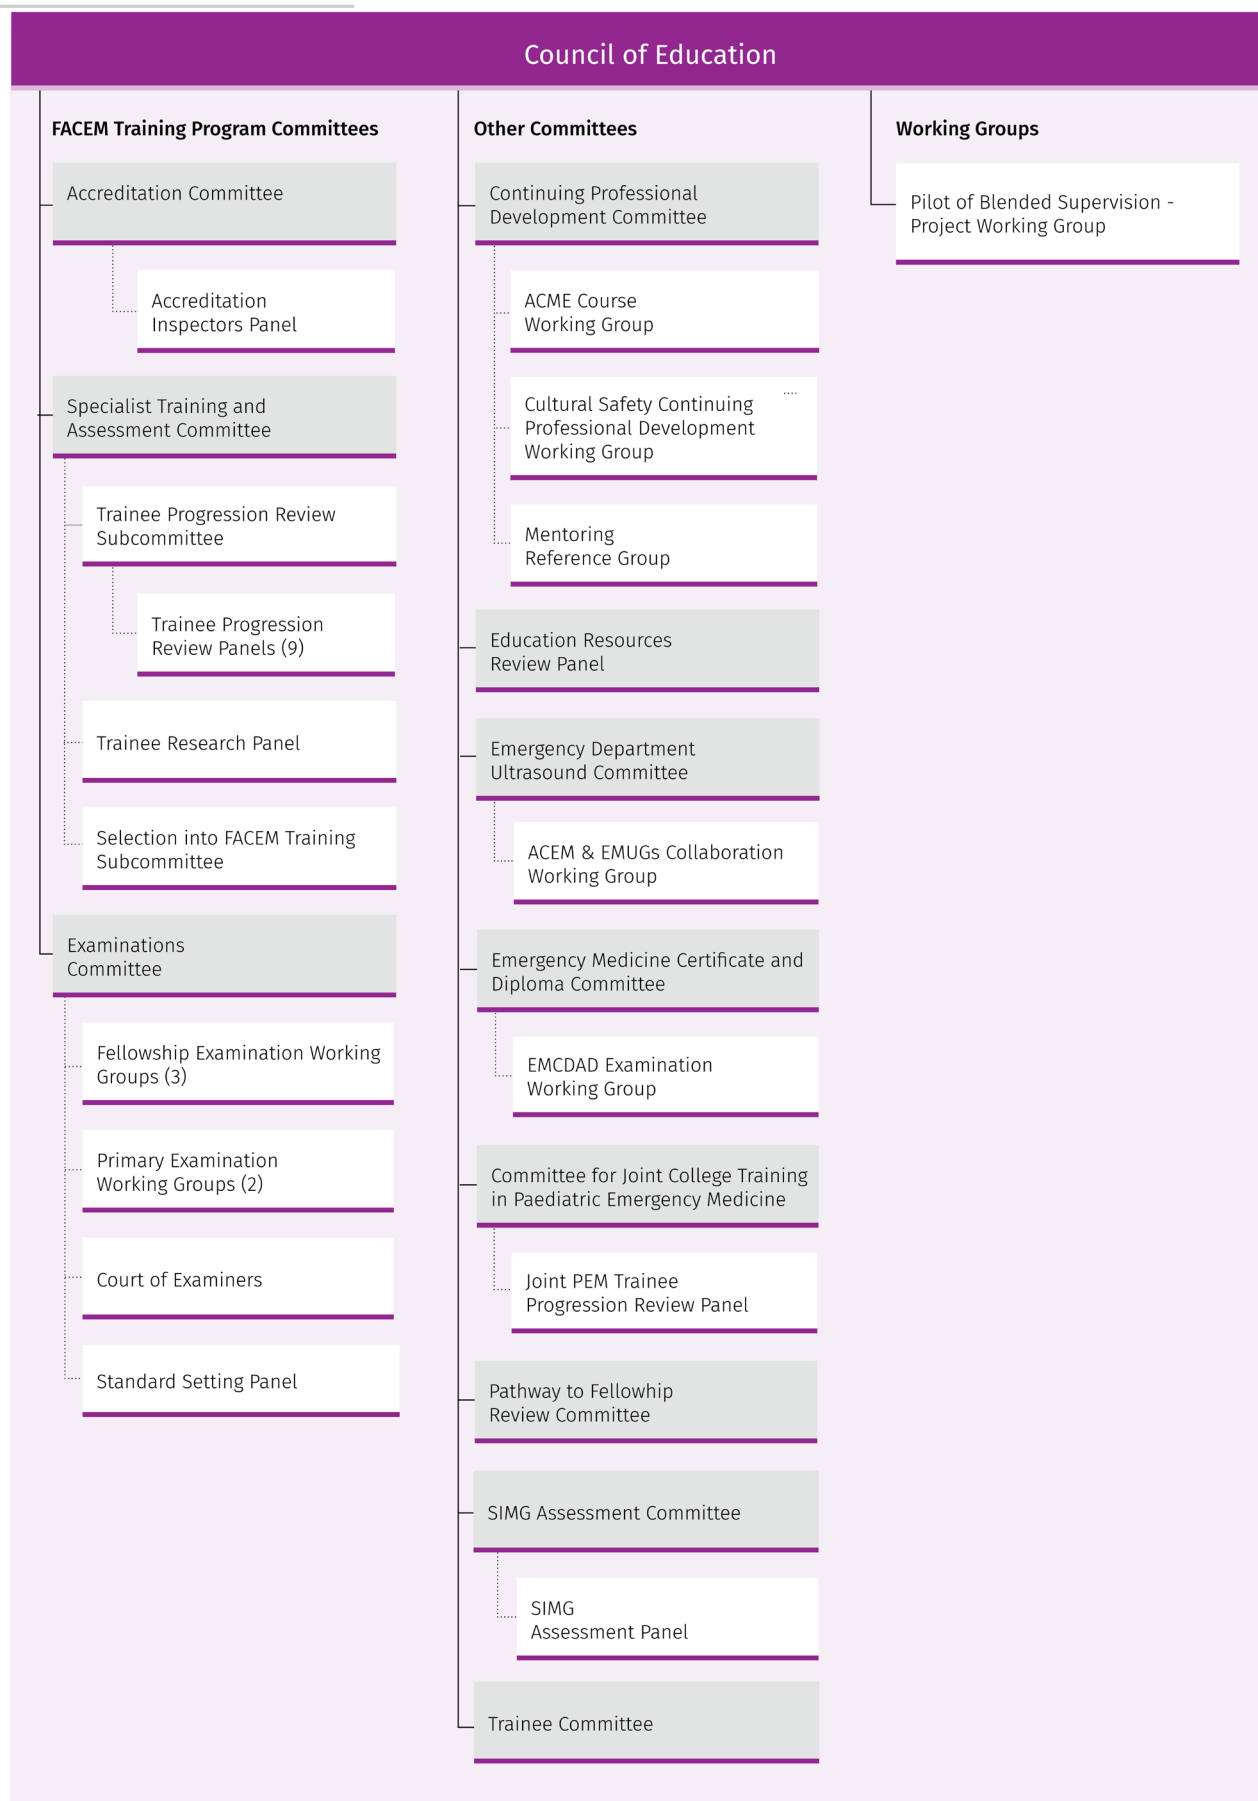 Council of Education
FACEM Training Program Committees
Accreditation Committee
Accreditation
Inspectors Panel
Specialist Training and
Assessment Committee
Trainee Progression Review
Subcommittee
Trainee Progression
Review Panels (9)
Trainee Research Panel
Selection into FACEM Training
Subcommittee
Examinations
Committee
Fellowship Examination Working
Groups (3)
Primary Examination
Working Groups (2)
Court of Examiners
Standard Setting Panel
Other Committees
Continuing Professional
Development Committee
ACME Course
Working Group
Cultural Safety Continuing
Professional Development
Working Group
Mentoring
Reference Group
Education Resources
Review Panel
Emergency Department
Ultrasound Committee
ACEM & EMUGs Collaboration
Working Group
Emergency Medicine Certificate and
Diploma Committee
EMCDAD Examination
Working Group
Committee for Joint College Training
in Paediatric Emergency Medicine
Joint PEM Trainee
Progression Review Panel
Pathway to Fellowhip
Review Committee
SIMG Assessment Committee
SIMG
Assessment Panel
Trainee Committee
Working Groups
Pilot of Blended Supervision -
Project Working Group